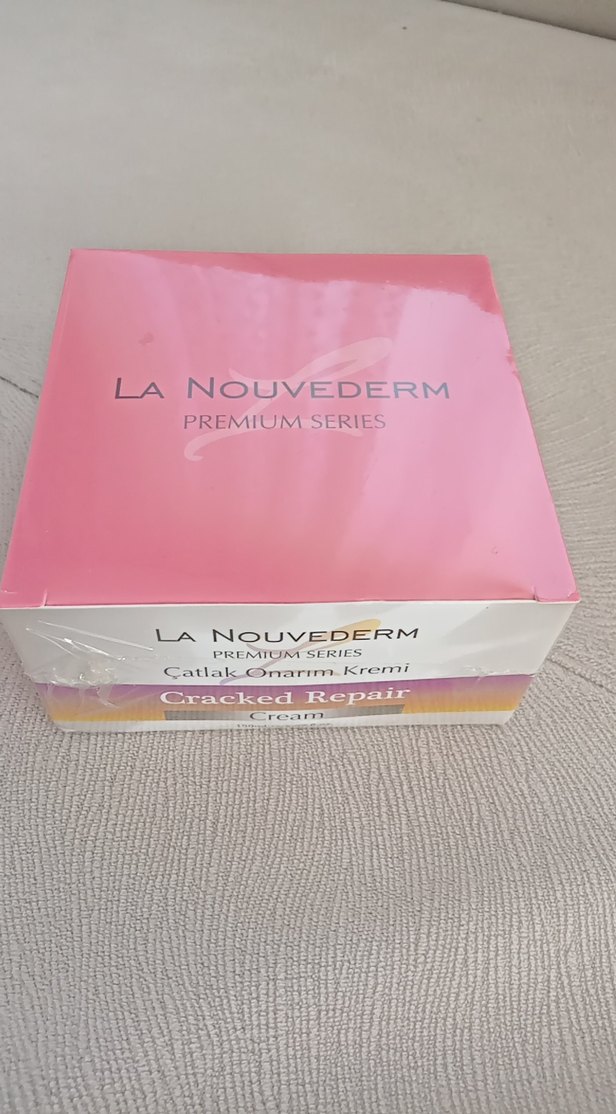 LA NOUVEDERM
PREMIUM SERIES
LA NOUVEDERM
PREMIUM SERIES
Çatlak Onarım Kremi
Cracked Repair
Cream